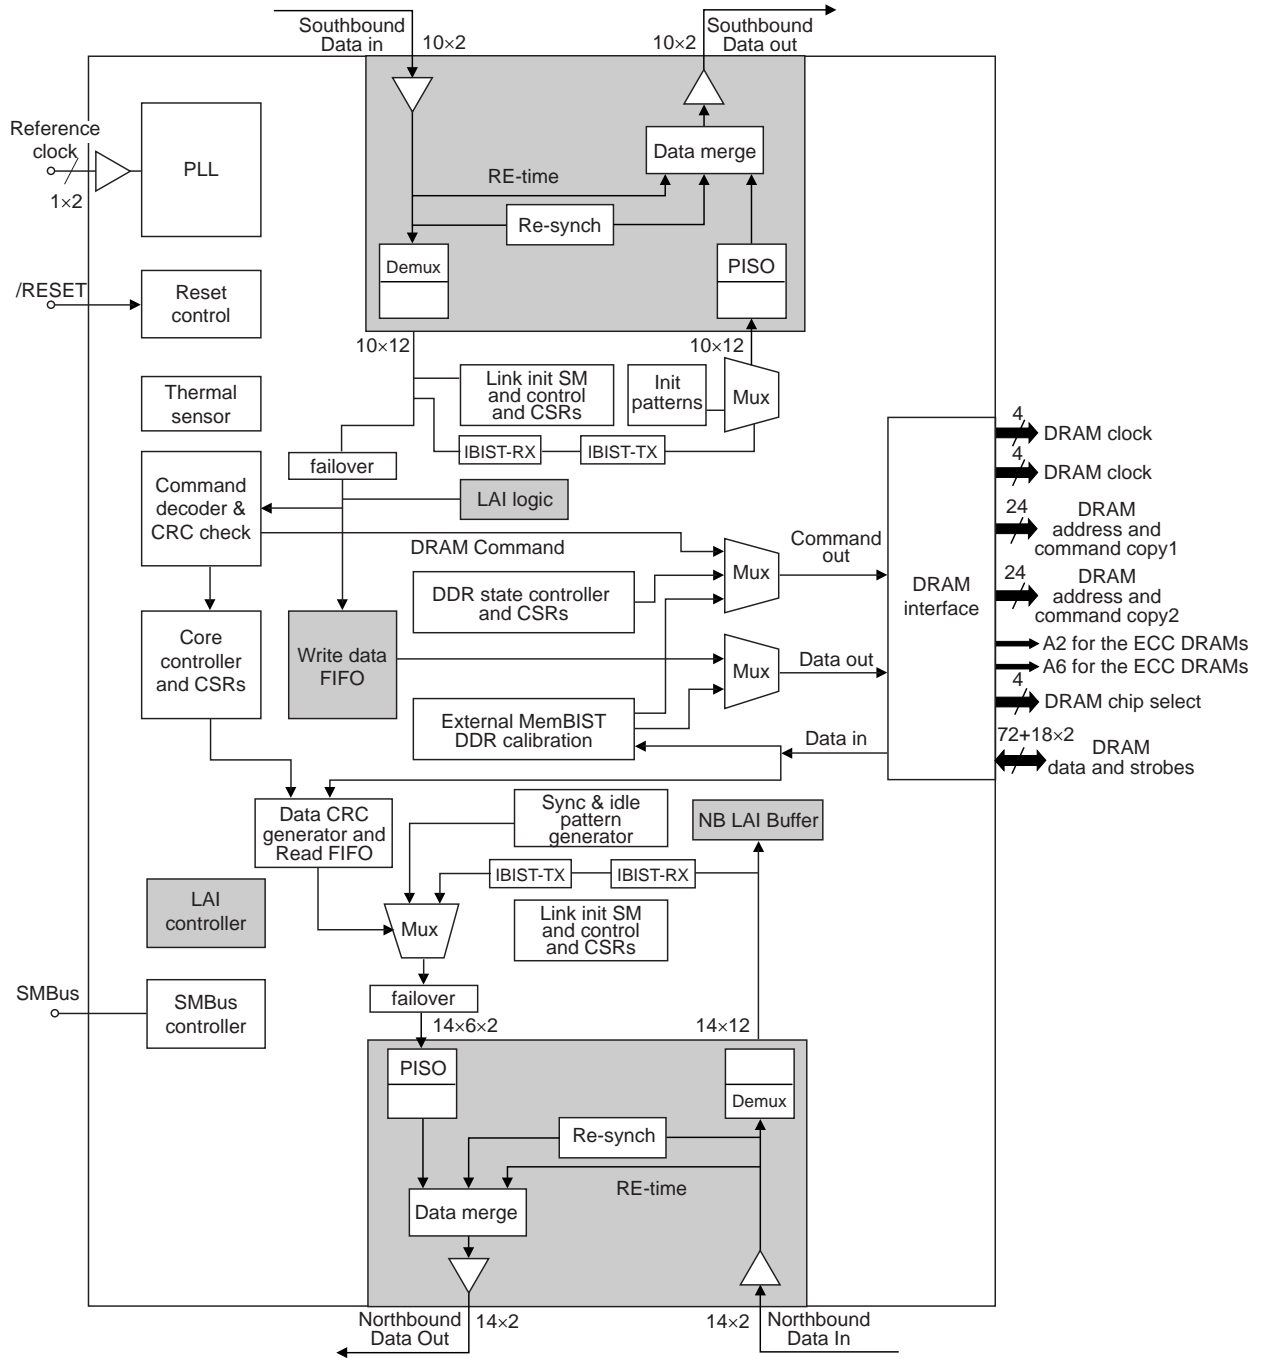 Southbound
Data in
10×2
10×2
Southbound
Data out
Reference
clock
1×2
PLL
Data merge
RE-time
Re-synch
Demux
PISO
/RESET
Reset
control
10×12
10×12
Thermal
sensor
Link init SM
and control
and CSRs
Init
patterns
Mux
IBIST-RX
IBIST-TX
failover
LAI logic
Command
decoder &
CRC check
DRAM Command
Mux
Command
out
DDR state controller
and CSRs
DRAM
interface
4
DRAM clock
4
DRAM clock
24
DRAM
address and
command copy1
24
DRAM
address and
command copy2
A2 for the ECC DRAMs
A6 for the ECC DRAMs
4
DRAM chip select
72+18×2
DRAM
data and strobes
Core
controller
and CSRs
Write data
FIFO
Mux
Data out
External MemBIST
DDR calibration
Data in
Data CRC
generator and
Read FIFO
Sync & idle
pattern
generator
NB LAI Buffer
IBIST-TX
IBIST-RX
LAI
controller
Mux
Link init SM
and control
and CSRs
SMBus
SMBus
controller
failover
14×6×2
14×12
PISO
Demux
Re-synch
RE-time
Data merge
Northbound
Data Out
14×2
14×2
Northbound
Data In